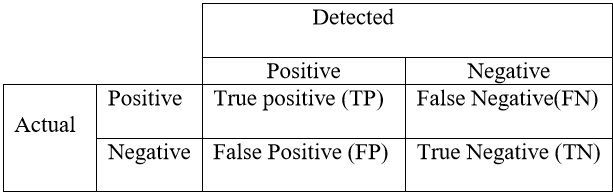 Detected
Positive Negative
Actual Positive True positive (TP) False Negative(FN)
Negative False Positive (FP) True Negative (TN)